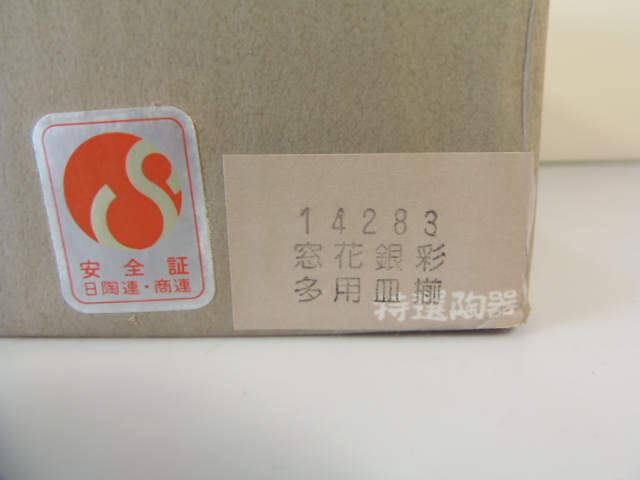 安全証
日陶連・商連
14283
窓花銀彩
多用皿揃
特選陶器